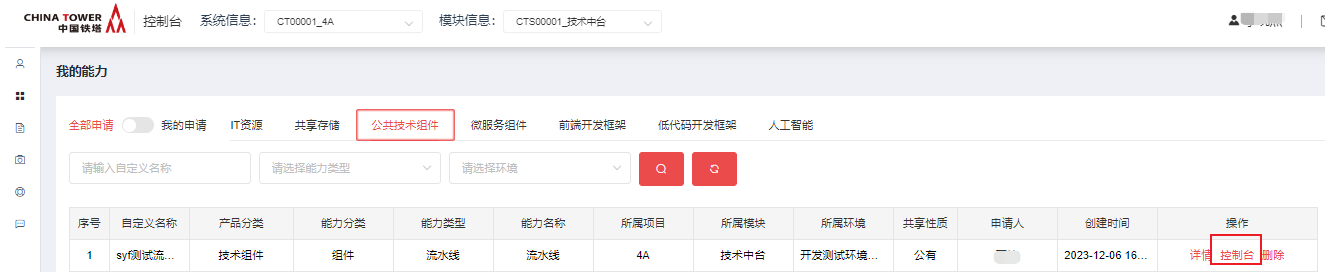 CHINA TOWER 中国铁塔 控制台 系统信息： CT00001_4A 模块信息： CTS00001_技术中台
我的能力
全部申请 我的申请 IT资源 共享存储 公共技术组件 微服务组件 前端开发框架 低代码开发框架 人工智能
请输入自定义名称 请选择能力类型 请选择环境
序号 自定义名称 产品分类 能力分类 能力类型 能力名称 所属项目 所属模块 所属环境 共享性质 申请人 创建时间 操作
1 syf测试流... 技术组件 组件 流水线 流水线 4A 技术中台 开发测试环境... 公有 2023-12-06 16... 详情 控制台 删除